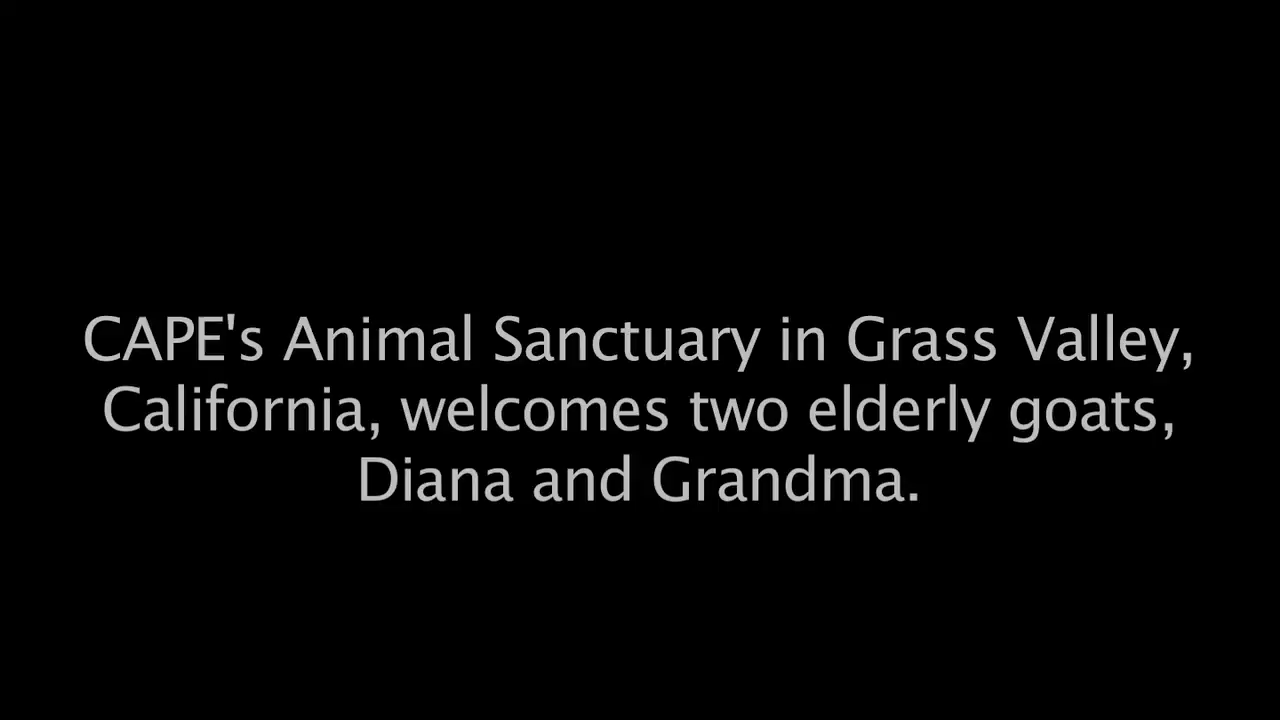 CAPE's Animal Sanctuary in Grass Valley,
California, welcomes two elderly goats,
Diana and Grandma.